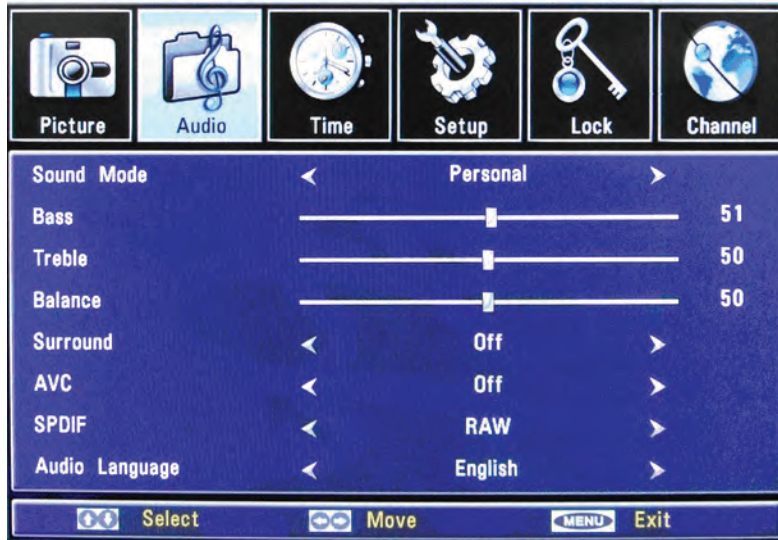 Picture Audio Time Setup Lock Channel
Sound Mode Personal
Bass 51
Treble 50
Balance 50
Surround Off
AVC Off
SPDIF RAW
Audio Language English
Select Move MENU Exit